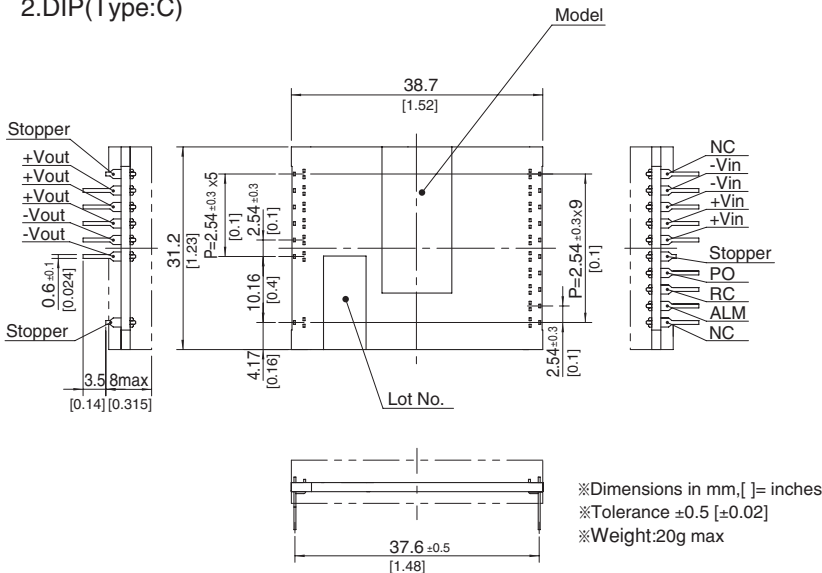 2.DIP(Type:C)
Model
38.7
[1.52]
Stopper
+Vout
+Vout
+Vout
-Vout
-Vout
Stopper
0.6±0.1
[0.024]
3.5
8max
[0.14]
[0.315]
31.2
[1.23]
P=2.54±0.3 x5
[0.1]
2.54±0.3
[0.1]
10.16
[0.4]
4.17
[0.16]
P=2.54±0.3x9
[0.1]
2.54±0.3
[0.1]
NC
-Vin
-Vin
+Vin
+Vin
Stopper
PO
RC
ALM
NC
Lot No.
37.6 ±0.5
[1.48]
※Dimensions in mm,[ ]= inches
※Tolerance ±0.5 [±0.02]
※Weight:20g max